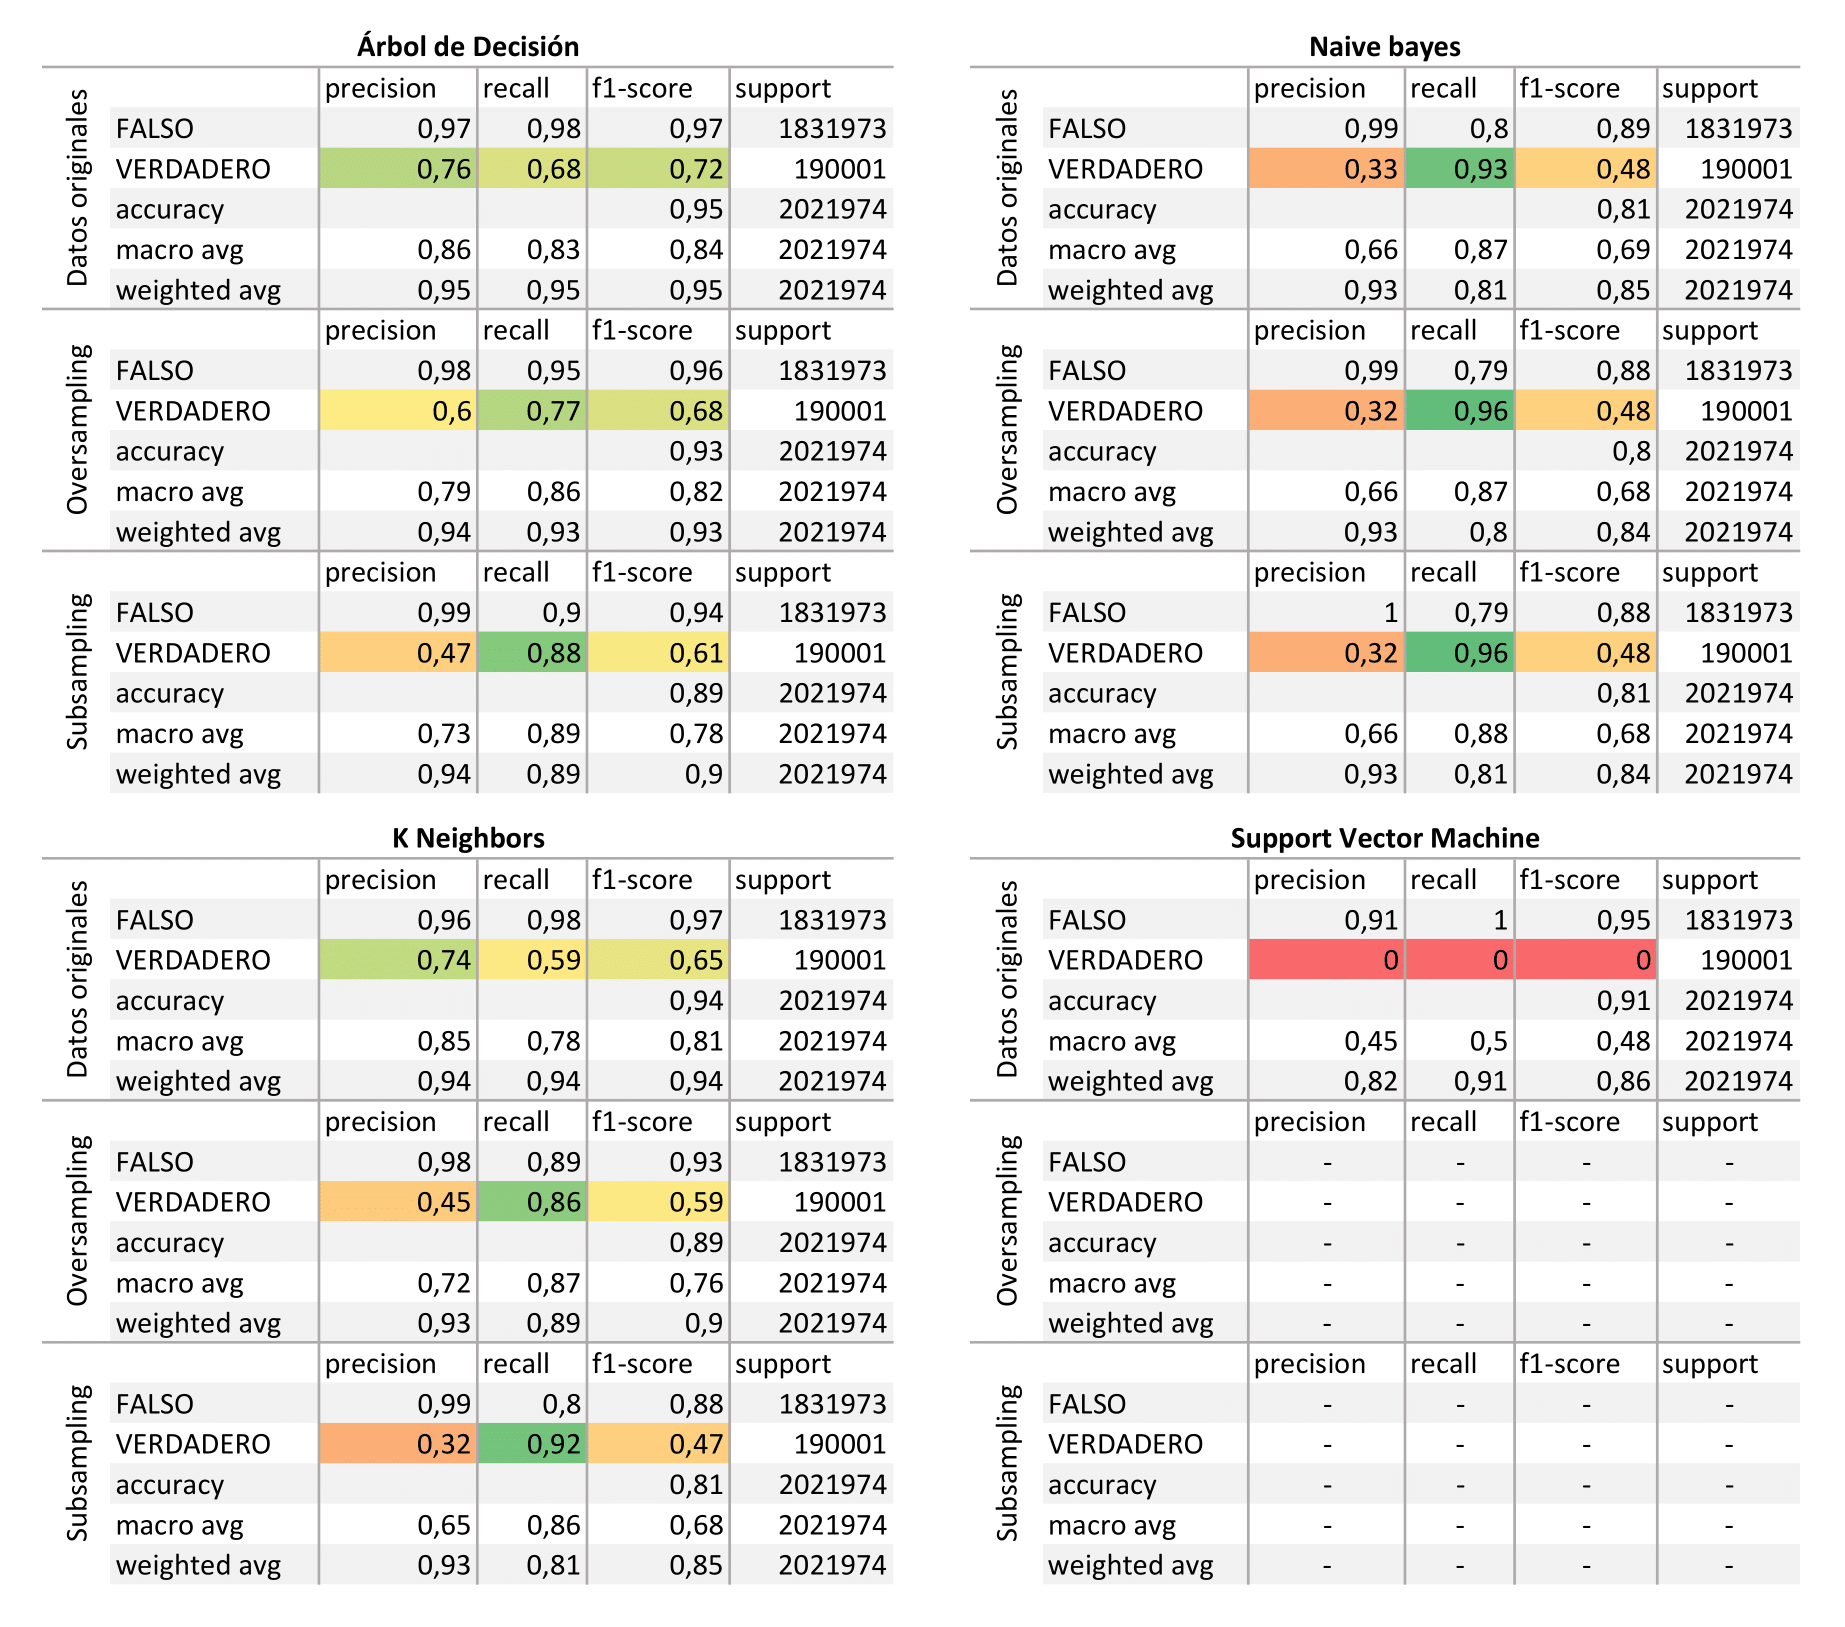 Árbol de Decisión
Datos originales
precision recall f1-score support
FALSO 0,97 0,98 0,97 1831973
VERDADERO 0,76 0,68 0,72 190001
accuracy 0,95 2021974
macro avg 0,86 0,83 0,84 2021974
weighted avg 0,95 0,95 0,95 2021974
Oversampling
precision recall f1-score support
FALSO 0,98 0,95 0,96 1831973
VERDADERO 0,6 0,77 0,68 190001
accuracy 0,93 2021974
macro avg 0,79 0,86 0,82 2021974
weighted avg 0,94 0,93 0,93 2021974
Subsampling
precision recall f1-score support
FALSO 0,99 0,9 0,94 1831973
VERDADERO 0,47 0,88 0,61 190001
accuracy 0,89 2021974
macro avg 0,73 0,89 0,78 2021974
weighted avg 0,94 0,89 0,9 2021974
Naive bayes
Datos originales
precision recall f1-score support
FALSO 0,99 0,8 0,89 1831973
VERDADERO 0,33 0,93 0,48 190001
accuracy 0,81 2021974
macro avg 0,66 0,87 0,69 2021974
weighted avg 0,93 0,81 0,85 2021974
Oversampling
precision recall f1-score support
FALSO 0,99 0,79 0,88 1831973
VERDADERO 0,32 0,96 0,48 190001
accuracy 0,8 2021974
macro avg 0,66 0,87 0,68 2021974
weighted avg 0,93 0,8 0,84 2021974
Subsampling
precision recall f1-score support
FALSO 1 0,79 0,88 1831973
VERDADERO 0,32 0,96 0,48 190001
accuracy 0,81 2021974
macro avg 0,66 0,88 0,68 2021974
weighted avg 0,93 0,81 0,84 2021974
K Neighbors
Datos originales
precision recall f1-score support
FALSO 0,96 0,98 0,97 1831973
VERDADERO 0,74 0,59 0,65 190001
accuracy 0,94 2021974
macro avg 0,85 0,78 0,81 2021974
weighted avg 0,94 0,94 0,94 2021974
Oversampling
precision recall f1-score support
FALSO 0,98 0,89 0,93 1831973
VERDADERO 0,45 0,86 0,59 190001
accuracy 0,89 2021974
macro avg 0,72 0,87 0,76 2021974
weighted avg 0,93 0,89 0,9 2021974
Subsampling
precision recall f1-score support
FALSO 0,99 0,8 0,88 1831973
VERDADERO 0,32 0,92 0,47 190001
accuracy 0,81 2021974
macro avg 0,65 0,86 0,68 2021974
weighted avg 0,93 0,81 0,85 2021974
Support Vector Machine
Datos originales
precision recall f1-score support
FALSO 0,91 1 0,95 1831973
VERDADERO 0 0 0 190001
accuracy 0,91 2021974
macro avg 0,45 0,5 0,48 2021974
weighted avg 0,82 0,91 0,86 2021974
Oversampling
precision recall f1-score support
FALSO - - - -
VERDADERO - - - -
accuracy - - - -
macro avg - - - -
weighted avg - - - -
Subsampling
precision recall f1-score support
FALSO - - - -
VERDADERO - - - -
accuracy - - - -
macro avg - - - -
weighted avg - - - -